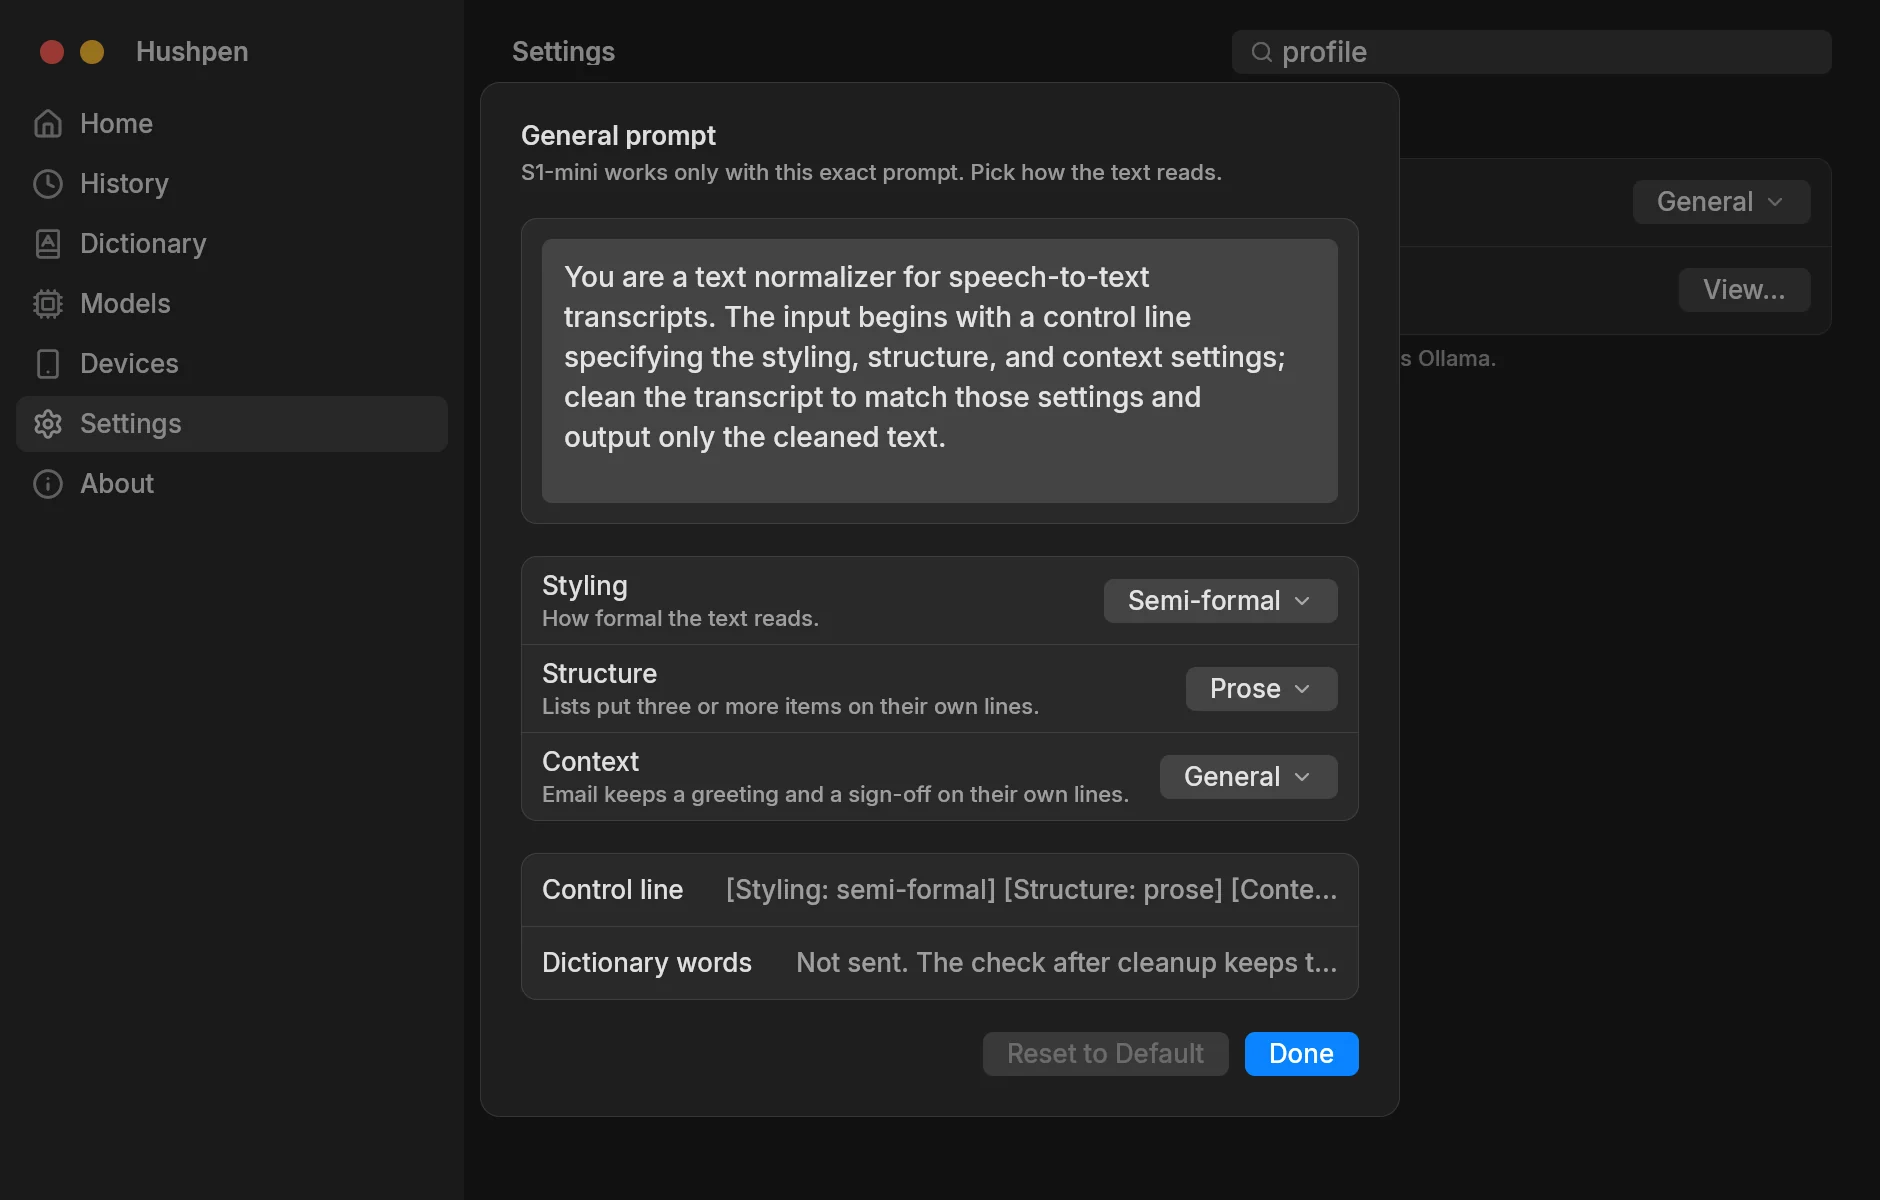 Hushpen
Home
History
Dictionary
Models
Devices
Settings
About
Settings
profile
General
View...
s Ollama.
General prompt
S1-mini works only with this exact prompt. Pick how the text reads.
You are a text normalizer for speech-to-text
transcripts. The input begins with a control line
specifying the styling, structure, and context settings;
clean the transcript to match those settings and
output only the cleaned text.
Styling
How formal the text reads.
Semi-formal
Structure
Lists put three or more items on their own lines.
Prose
Context
Email keeps a greeting and a sign-off on their own lines.
General
Control line [Styling: semi-formal] [Structure: prose] [Conte...
Dictionary words Not sent. The check after cleanup keeps t...
Reset to Default
Done